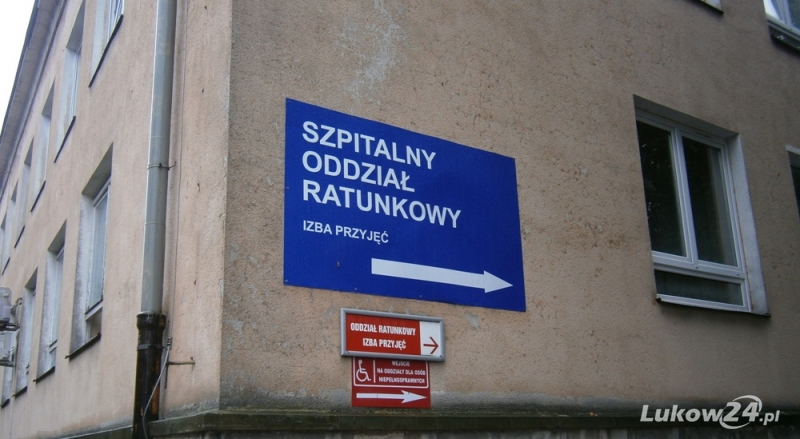 SZPITALNY
ODDZIAŁ
RATUNKOWY
IZBA PRZYJĘĆ
ODDZIAŁ RATUNKOWY
IZBA PRZYJĘĆ
WEJŚCIE
NA ODDZIAŁY DLA OSÓB
NIEPEŁNOSPRAWNYCH
Lukow24.pl